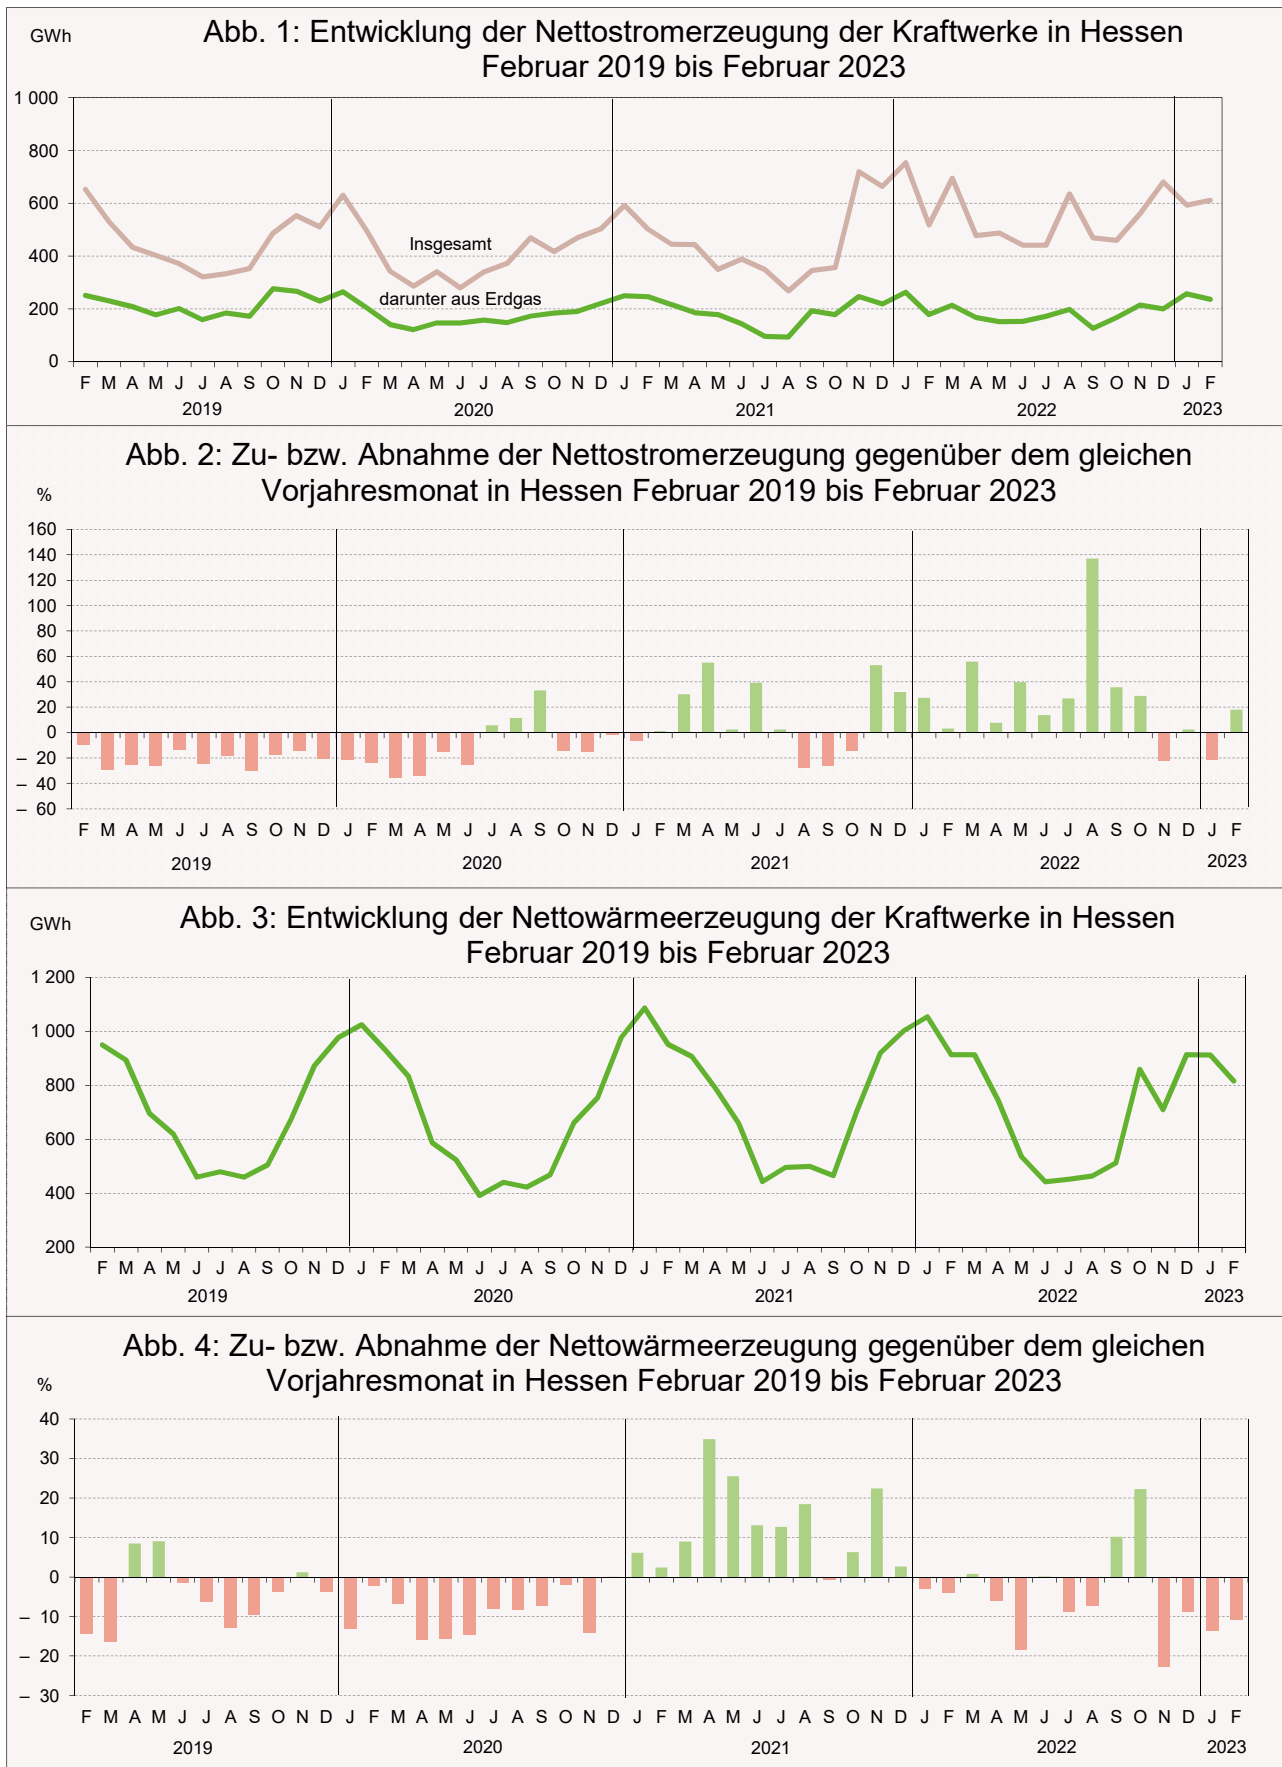 Abb. 1: Entwicklung der Nettostromerzeugung der Kraftwerke in Hessen
Februar 2019 bis Februar 2023
GWh
1 000
800
600
400
200
0
Insgesamt
darunter aus Erdgas
F M A M J J A S O N D J F M A M J J A S O N D J F M A M J J A S O N D J F M A M J J A S O N D J F
2019 2020 2021 2022 2023
Abb. 2: Zu- bzw. Abnahme der Nettostromerzeugung gegenüber dem gleichen
Vorjahresmonat in Hessen Februar 2019 bis Februar 2023
%
160
140
120
100
80
60
40
20
0
– 20
– 40
– 60
F M A M J J A S O N D J F M A M J J A S O N D J F M A M J J A S O N D J F M A M J J A S O N D J F
2019 2020 2021 2022 2023
Abb. 3: Entwicklung der Nettowärmeerzeugung der Kraftwerke in Hessen
Februar 2019 bis Februar 2023
GWh
1 200
1 000
800
600
400
200
F M A M J J A S O N D J F M A M J J A S O N D J F M A M J J A S O N D J F M A M J J A S O N D J F
2019 2020 2021 2022 2023
Abb. 4: Zu- bzw. Abnahme der Nettowärmeerzeugung gegenüber dem gleichen
Vorjahresmonat in Hessen Februar 2019 bis Februar 2023
%
40
30
20
10
0
– 10
– 20
– 30
F M A M J J A S O N D J F M A M J J A S O N D J F M A M J J A S O N D J F M A M J J A S O N D J F
2019 2020 2021 2022 2023